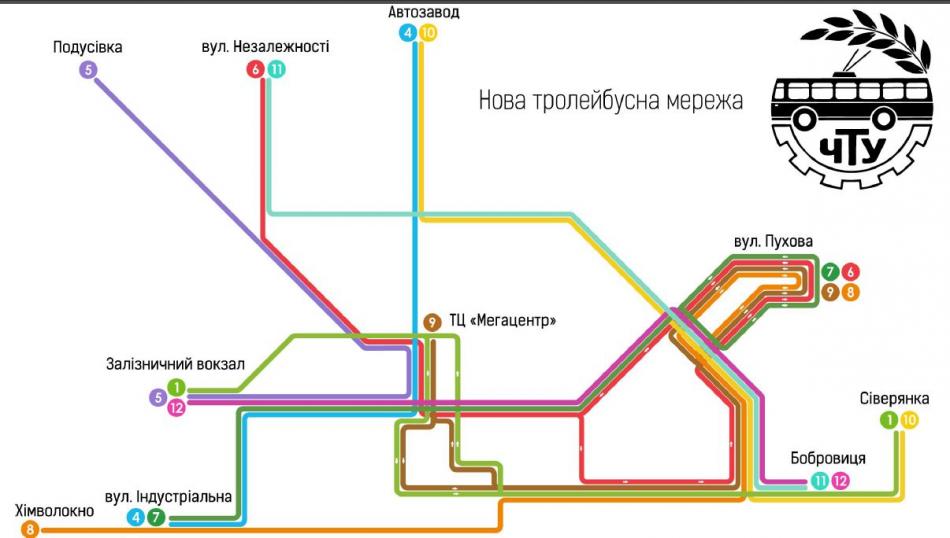 Автозавод
4 10
Подусівка
5
вул. Незалежності
6 11
Нова тролейбусна мережа
ЧТУ
вул. Пухова
7 6
9 8
9 ТЦ «Мегацентр»
Залізничний вокзал
1
5
12
Сіверянка
1 10
Бобровиця
11 12
вул. Індустріальна
4 7
Хімволокно
8